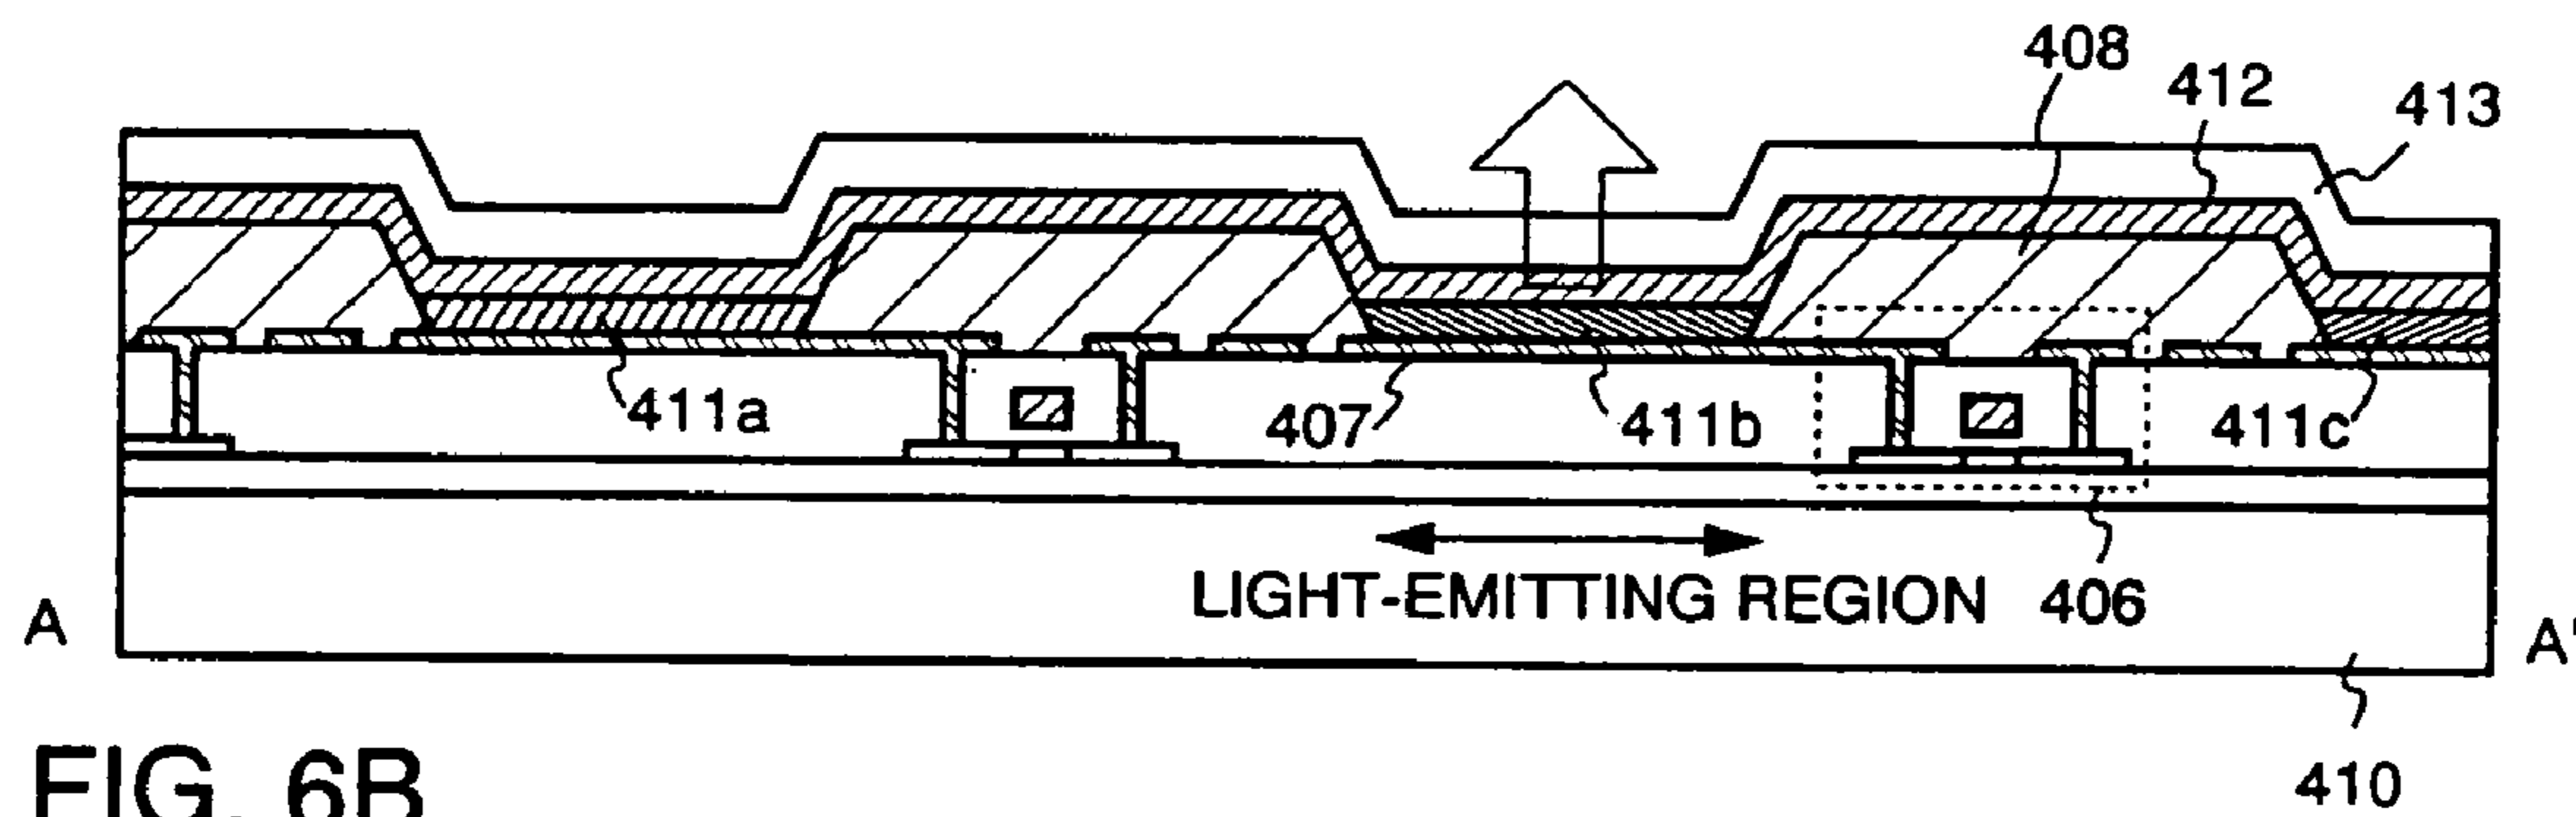 408
412
413
411a
407
411b
411c
LIGHT-EMITTING REGION
406
A
A'
410
FIG. 6B